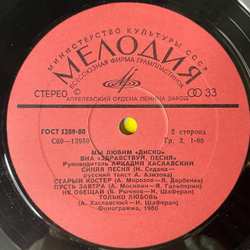 МИНИСТЕРСТВО КУЛЬТУРЫ СССР
МЕЛОДИЯ
ВСЕСОЮЗНАЯ ФИРМА ГРАМПЛАСТИНОК
СТЕРЕО 33
АПРЕЛЕВСКИЙ ОРДЕНА ЛЕНИНА ЗАВОД
ГОСТ 5289-80 2 сторона
С60—13950 Гр. 3. 1-90
МЫ ЛЮБИМ «ДИСКО»
ВИА «ЗДРАВСТВУЙ, ПЕСНЯ»
Руководитель АРКАДИЙ ХАСЛАВСКИЙ
СИНЯЯ ПЕСНЯ (Н. Седака —
русский текст А. Азизова)
СТАРЫЙ КОСТЕР (А. Морозов — Л. Дербенев)
ПУСТЬ ЗАВТРА (А. Мосякин — Я. Гальперин)
НЕ ОБЕЩАЙ (В. Рычков — И. Шаферан)
ТОЛЬКО ЛЮБОВЬ
(А. Хаславский — И. Шаферан)
Фонограмма, 1980